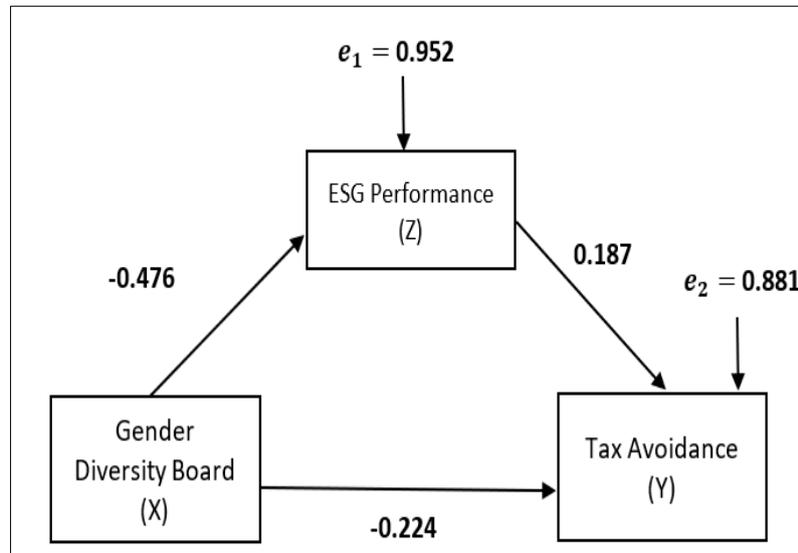 e₁ = 0.952
ESG Performance
(Z)
-0.476
0.187
e₂ = 0.881
Gender
Diversity Board
(X)
Tax Avoidance
(Y)
-0.224